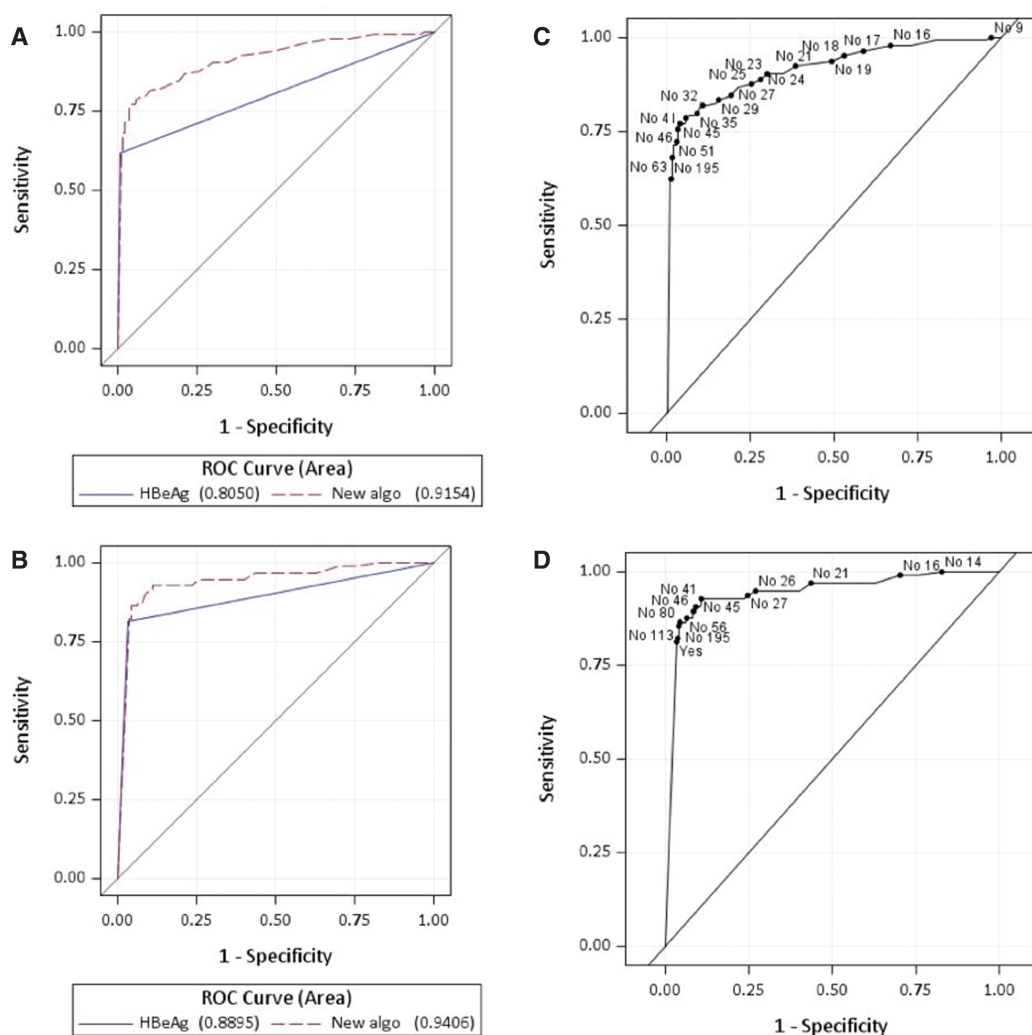 A
1.00
0.75
0.50
0.25
0.00
Sensitivity
0.00 0.25 0.50 0.75 1.00
1 - Specificity
ROC Curve (Area)
HBeAg (0.8050) New algo (0.9154)
C
1.00
0.75
0.50
0.25
0.00
Sensitivity
No 9
No 16
No 17
No 18
No 19
No 21
No 23
No 24
No 25
No 27
No 29
No 32
No 35
No 41
No 45
No 46
No 51
No 63
No 195
0.00 0.25 0.50 0.75 1.00
1 - Specificity
B
1.00
0.75
0.50
0.25
0.00
Sensitivity
0.00 0.25 0.50 0.75 1.00
1 - Specificity
ROC Curve (Area)
HBeAg (0.8895) New algo (0.9406)
D
1.00
0.75
0.50
0.25
0.00
Sensitivity
No 14
No 16
No 21
No 26
No 27
No 41
No 46
No 45
No 80
No 56
No 113
No 195
Yes
0.00 0.25 0.50 0.75 1.00
1 - Specificity